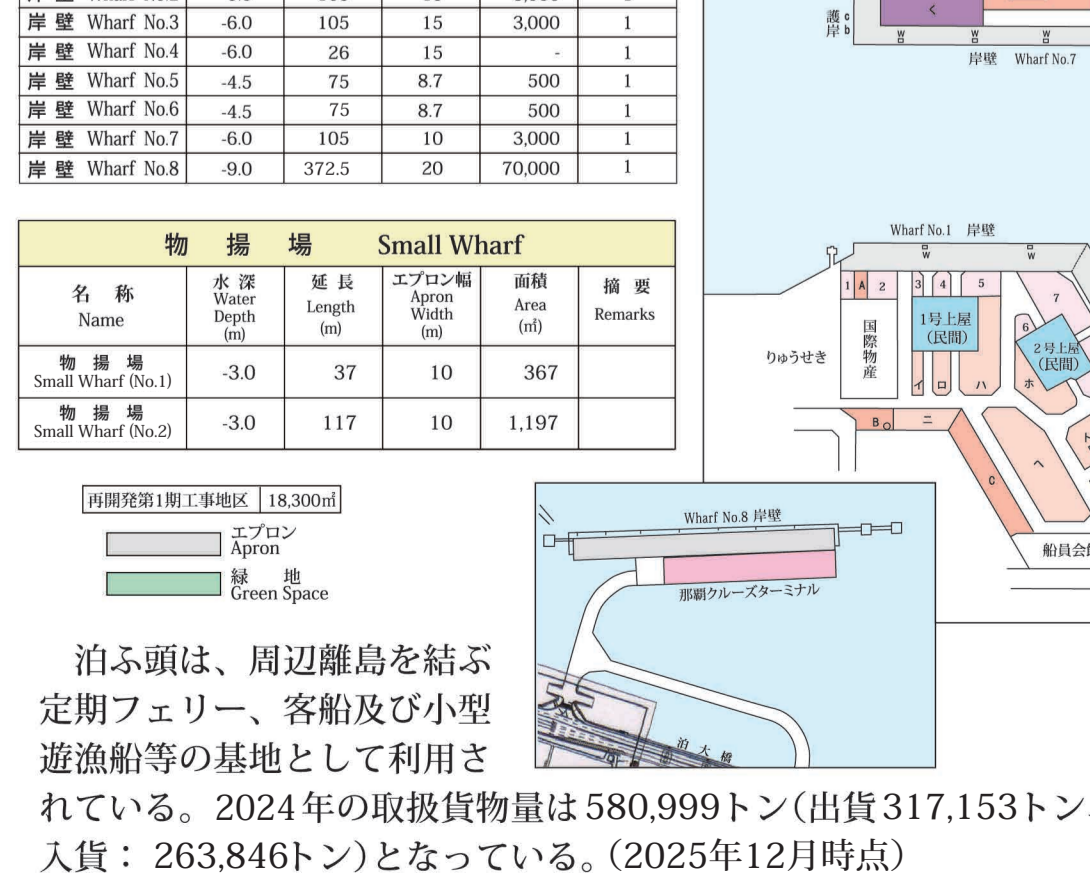 岸 壁 Wharf No.3 -6.0 105 15 3,000 1
岸 壁 Wharf No.4 -6.0 26 15 - 1
岸 壁 Wharf No.5 -4.5 75 8.7 500 1
岸 壁 Wharf No.6 -4.5 75 8.7 500 1
岸 壁 Wharf No.7 -6.0 105 10 3,000 1
岸 壁 Wharf No.8 -9.0 372.5 20 70,000 1
物 揚 場 Small Wharf
名 称
Name
水 深
Water
Depth
(m)
延 長
Length
(m)
エプロン幅
Apron
Width
(m)
面積
Area
(㎡)
摘 要
Remarks
物 揚 場
Small Wharf (No.1) -3.0 37 10 367
物 揚 場
Small Wharf (No.2) -3.0 117 10 1,197
再開発第1期工事地区 18,300㎡
エプロン
Apron
緑 地
Green Space
護 c
岸 b
く
W W W
岸壁 Wharf No.7
Wharf No.1 岸壁
W W
1 A 2 3 4 5
7
6
国際物産
1号上屋
(民間)
2号上屋
(民間)
りゅうせき
イ ロ ハ ホ
B ニ
ヘ
ト
C
船員会
Wharf No.8 岸壁
那覇クルーズターミナル
泊大橋
泊ふ頭は、周辺離島を結ぶ
定期フェリー、客船及び小型
遊漁船等の基地として利用さ
れている。2024年の取扱貨物量は580,999トン(出貨317,153トン
入貨： 263,846トン)となっている。(2025年12月時点)